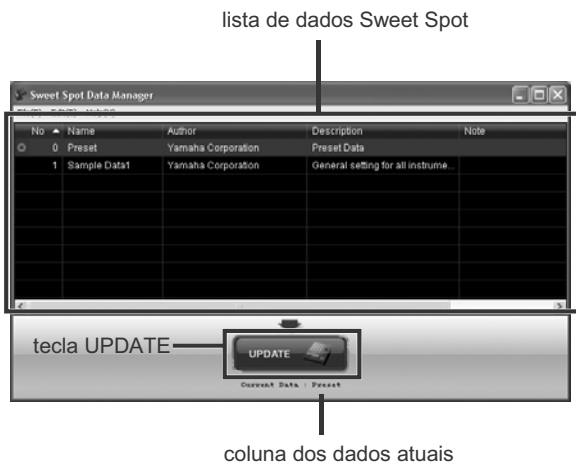 lista de dados Sweet Spot
Sweet Spot Data Manager
No Name Author Description Note
0 Preset Yamaha Corporation Preset Data
1 Sample Data1 Yamaha Corporation General setting for all instrume...
tecla UPDATE
UPDATE
Current Data : Preset
coluna dos dados atuais